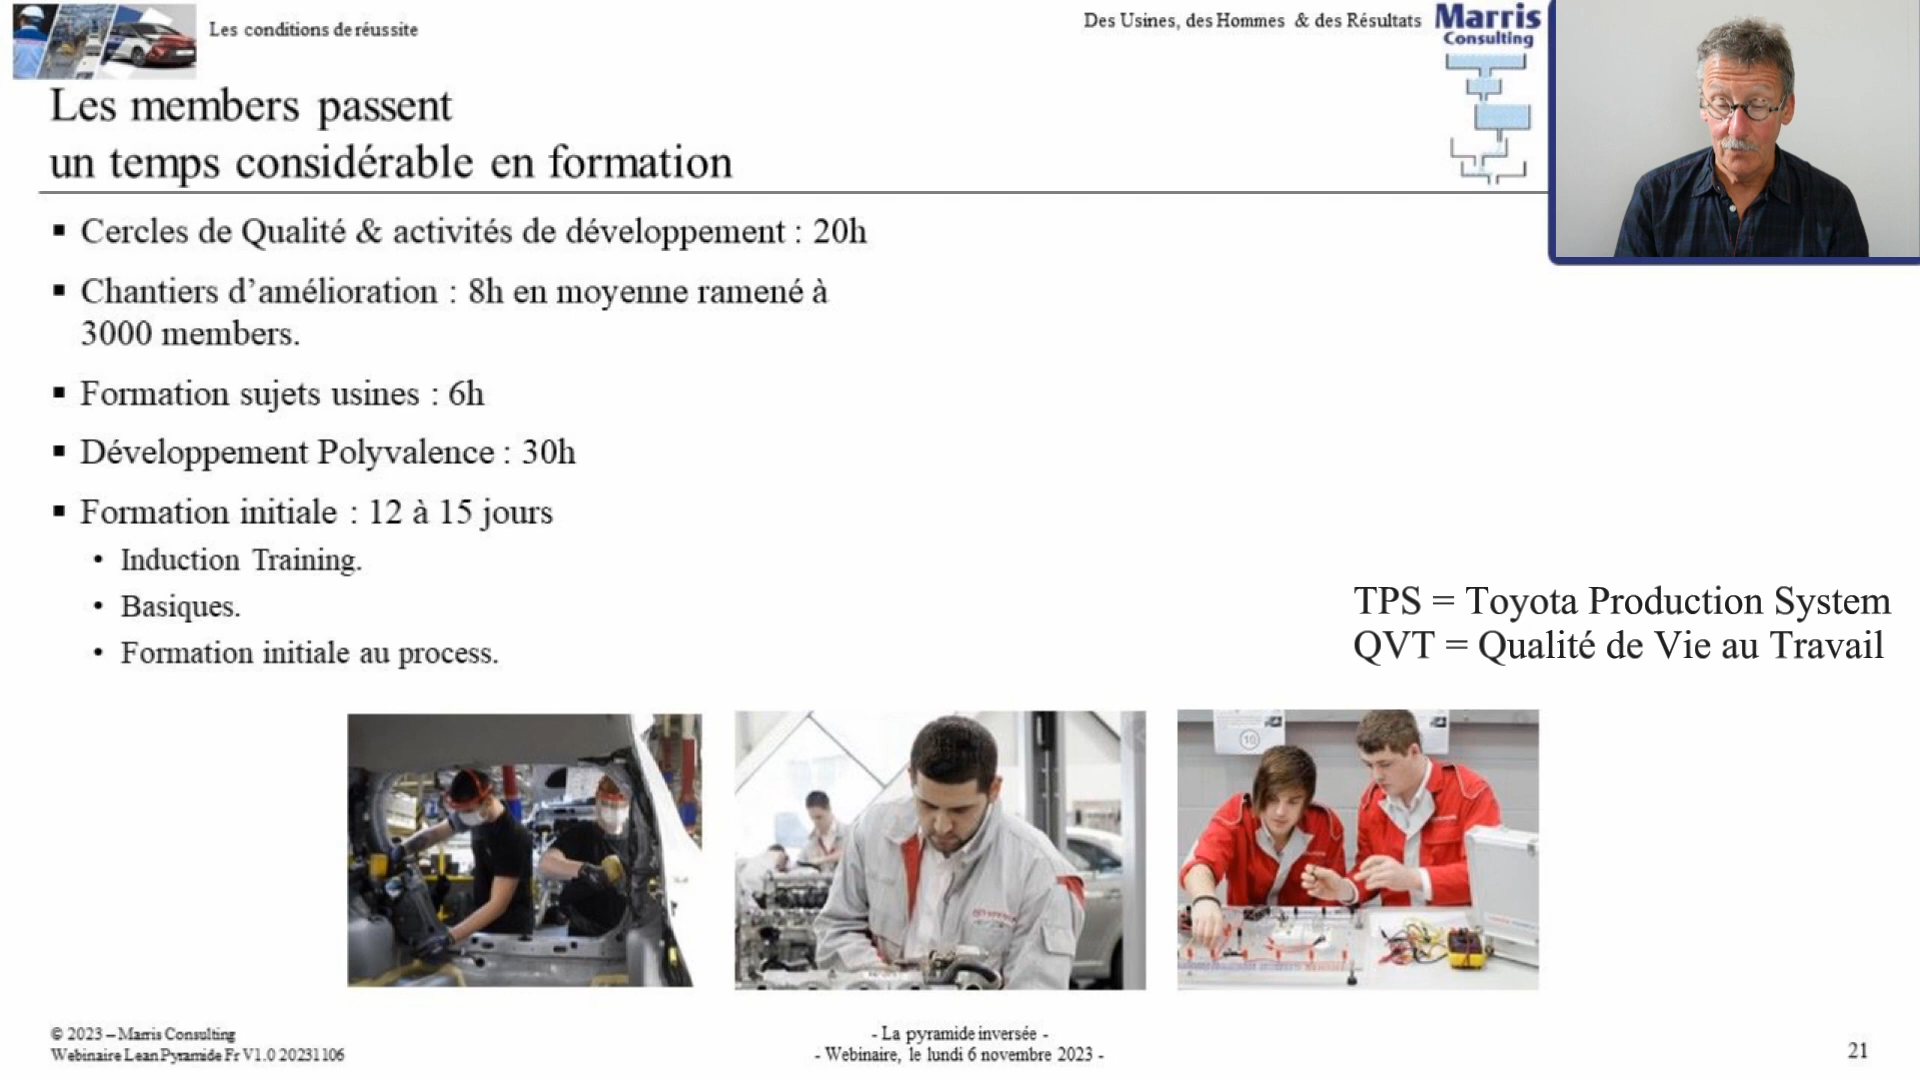 Les conditions de réussite
Des Usines, des Hommes & des Résultats
Marris
Consulting
Les members passent
un temps considérable en formation
▪ Cercles de Qualité & activités de développement : 20h
▪ Chantiers d’amélioration : 8h en moyenne ramené à
3000 members.
▪ Formation sujets usines : 6h
▪ Développement Polyvalence : 30h
▪ Formation initiale : 12 à 15 jours
• Induction Training.
• Basiques.
• Formation initiale au process.
TPS = Toyota Production System
QVT = Qualité de Vie au Travail
10
© 2023 – Marris Consulting
Webinaire Lean Pyramide Fr V1.0 20231106
- La pyramide inversée -
- Webinaire, le lundi 6 novembre 2023 -
21